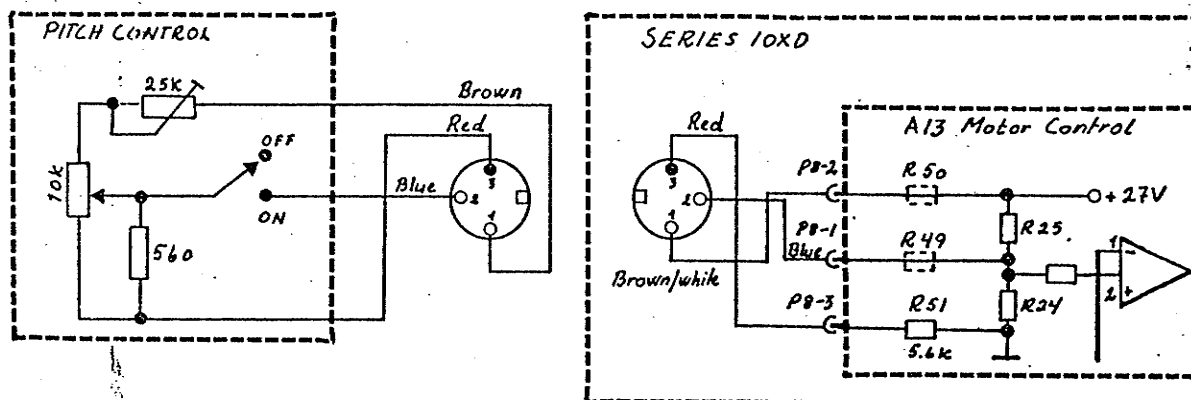 PITCH CONTROL
25K
Brown
Red
OFF
10K
Blue
ON
560
3
2
1
SERIES 10XD
A13 Motor Control
Red
P8-2
R50
+27V
3
2
1
P8-1
Blue
R49
R25
1
-
2
+
Brown/white
P8-3
R51
5.6K
R24